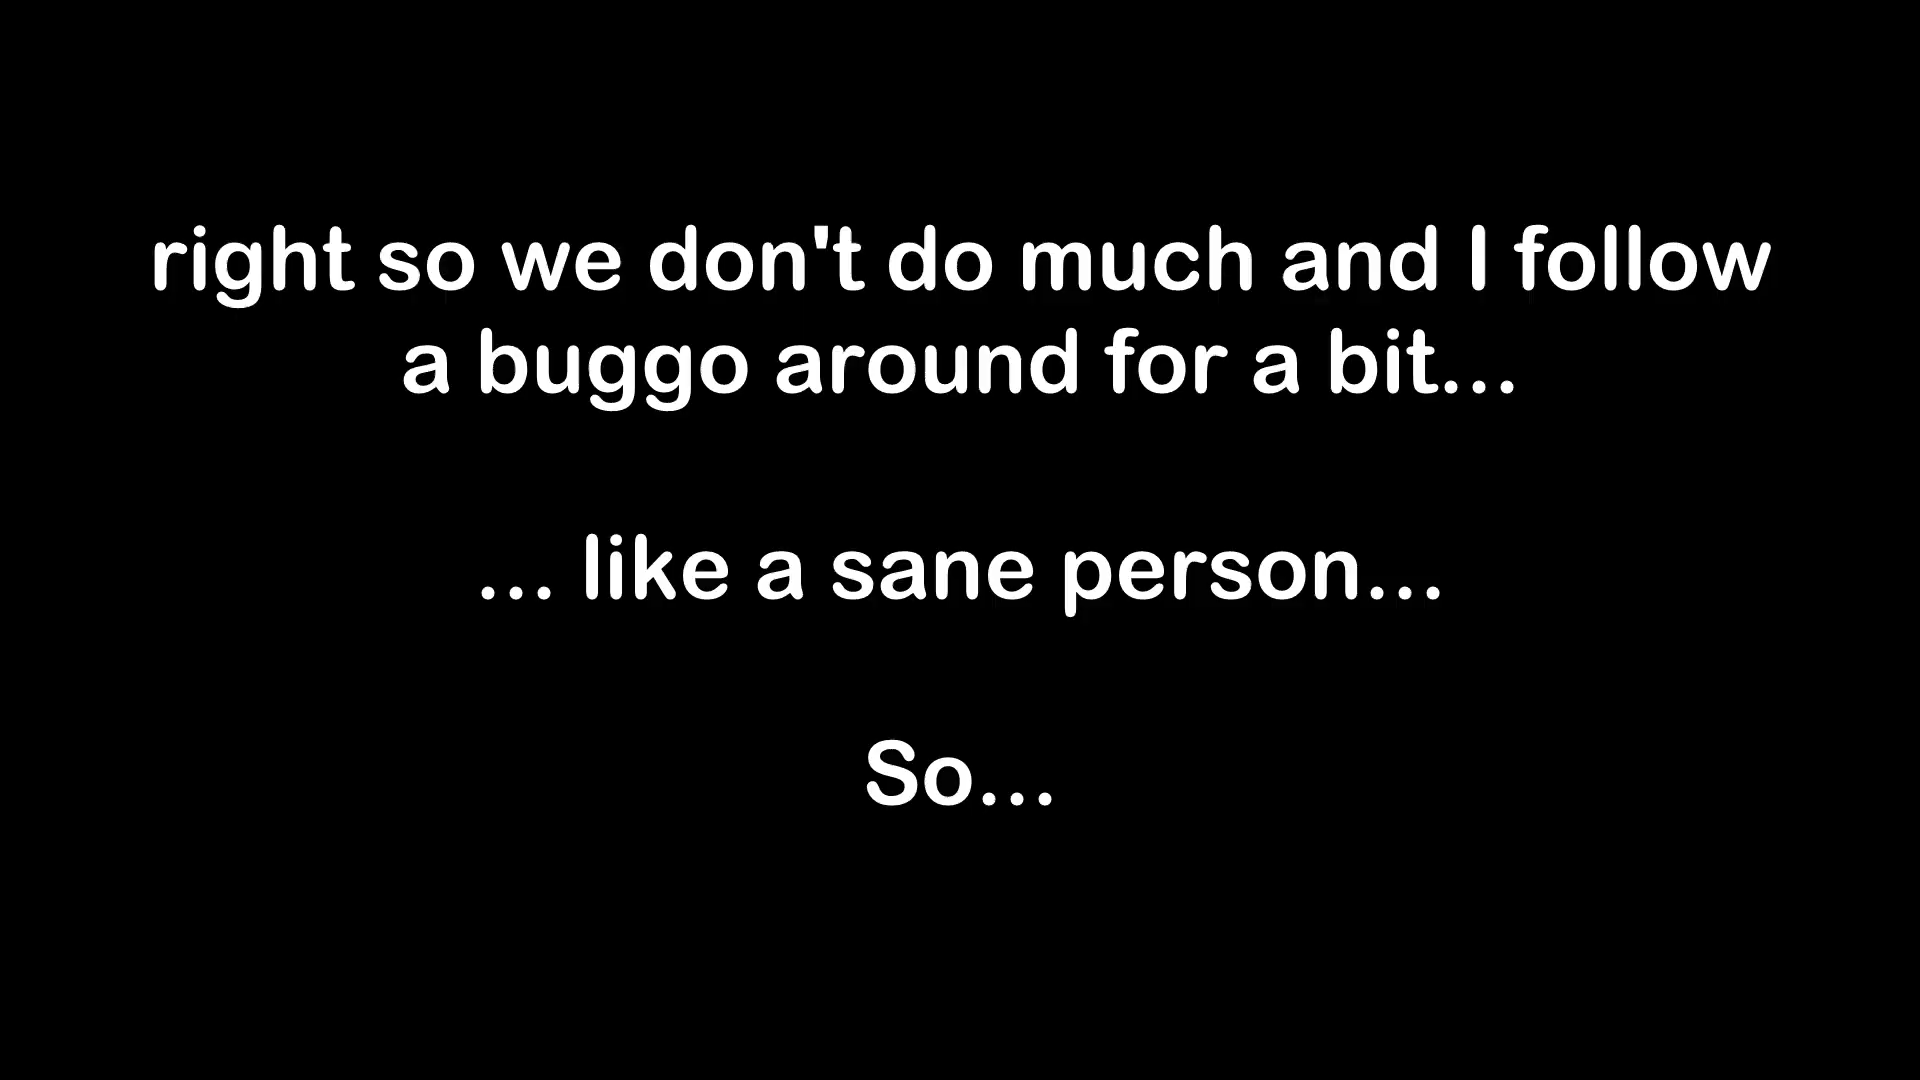 right so we don't do much and I follow
a buggo around for a bit...
... like a sane person...
So...